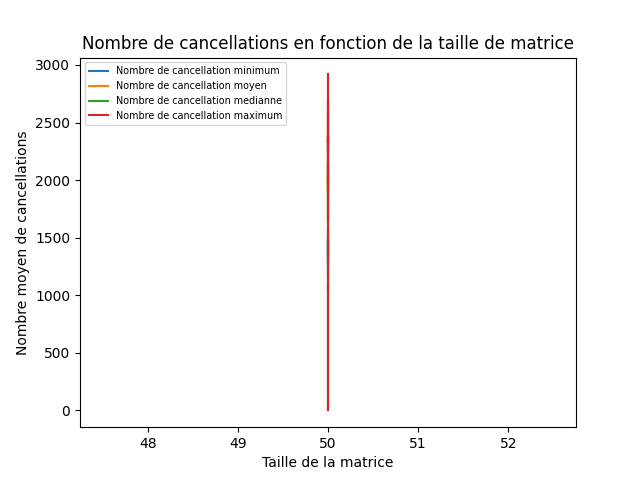 Nombre de cancellations en fonction de la taille de matrice
Nombre de cancellation minimum
Nombre de cancellation moyen
Nombre de cancellation medianne
Nombre de cancellation maximum
3000
2500
2000
1500
1000
500
0
Nombre moyen de cancellations
48 49 50 51 52
Taille de la matrice